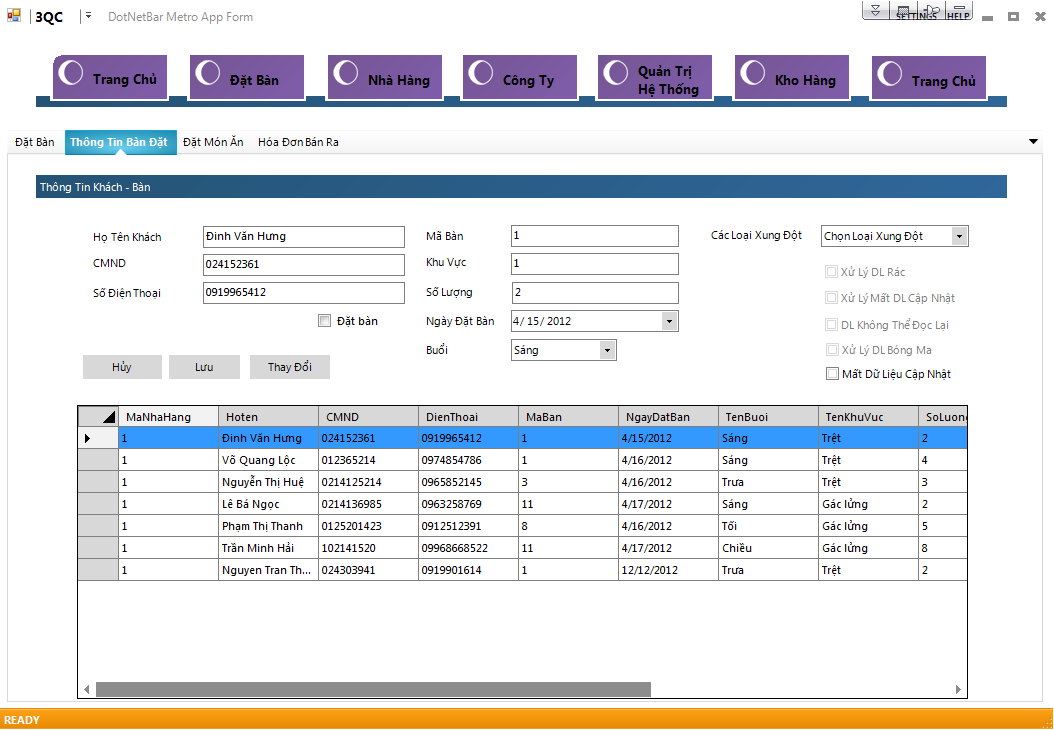 3QC DotNetBar Metro App Form SETTINGS HELP
Trang Chủ Đặt Bàn Nhà Hàng Công Ty Quản Trị Hệ Thống Kho Hàng Trang Chủ
Đặt Bàn Thông Tin Bàn Đặt Đặt Món Ăn Hóa Đơn Bán Ra
Thông Tin Khách - Bàn
Họ Tên Khách Đinh Văn Hưng Mã Bàn 1 Các Loại Xung Đột Chọn Loại Xung Đột
CMND 024152361 Khu Vực 1 Xử Lý DL Rác
Số Điện Thoại 0919965412 Số Lượng 2 Xử Lý Mất DL Cập Nhật
Đặt bàn Ngày Đặt Bàn 4/ 15/ 2012 DL Không Thể Đọc Lại
Buổi Sáng Xử Lý DL Bóng Ma
Hủy Lưu Thay Đổi Mất Dữ Liệu Cập Nhật
MaNhaHang Hoten CMND DienThoai MaBan NgayDatBan TenBuoi TenKhuVuc SoLuong
1 Đinh Văn Hưng 024152361 0919965412 1 4/15/2012 Sáng Trệt 2
1 Võ Quang Lộc 012365214 0974854786 1 4/16/2012 Sáng Trệt 4
1 Nguyễn Thị Huệ 0214125214 0965852145 3 4/16/2012 Trưa Trệt 3
1 Lê Bá Ngọc 0214136985 0963258769 11 4/17/2012 Sáng Gác lửng 2
1 Phạm Thị Thanh 0125201423 0912512391 8 4/16/2012 Tối Gác lửng 5
1 Trần Minh Hải 102141520 09968668522 11 4/17/2012 Chiều Gác lửng 8
1 Nguyen Tran Th... 024303941 0919901614 1 12/12/2012 Trưa Trệt 2
READY